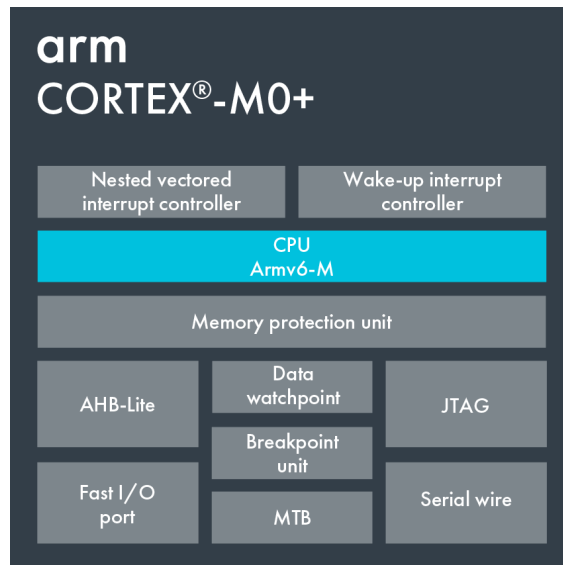 arm
CORTEX®-M0+
Nested vectored
interrupt controller
Wake-up interrupt
controller
CPU
Armv6-M
Memory protection unit
AHB-Lite
Data
watchpoint
JTAG
Breakpoint
unit
Fast I/O
port
MTB
Serial wire